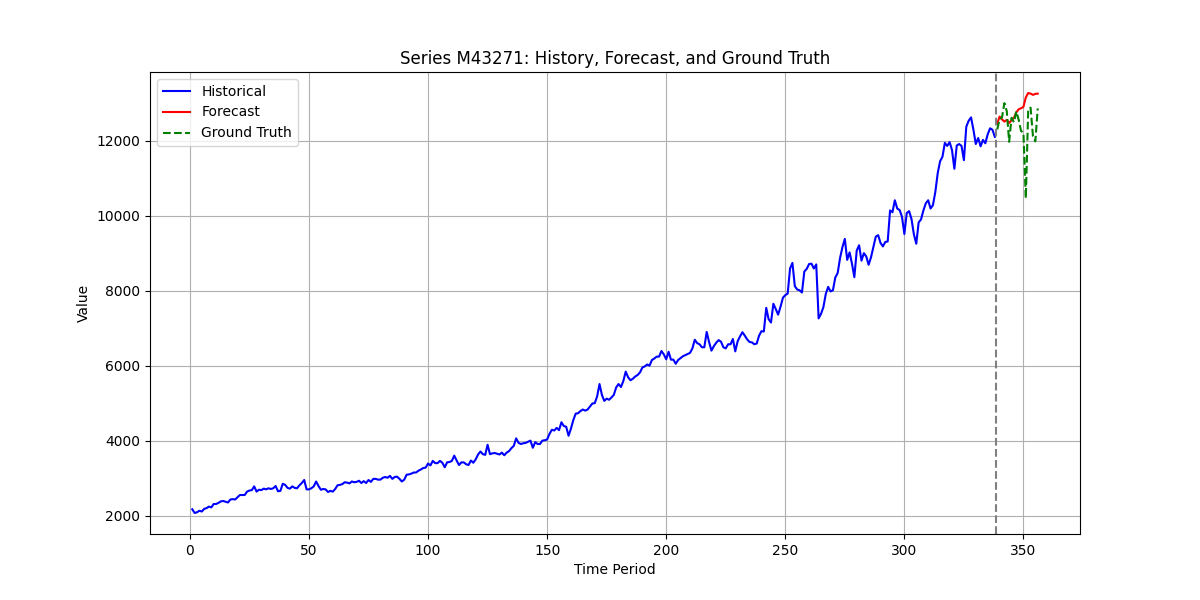 Series M43271: History, Forecast, and Ground Truth
Historical
Forecast
Ground Truth
12000
10000
8000
6000
4000
2000
Value
0 50 100 150 200 250 300 350
Time Period